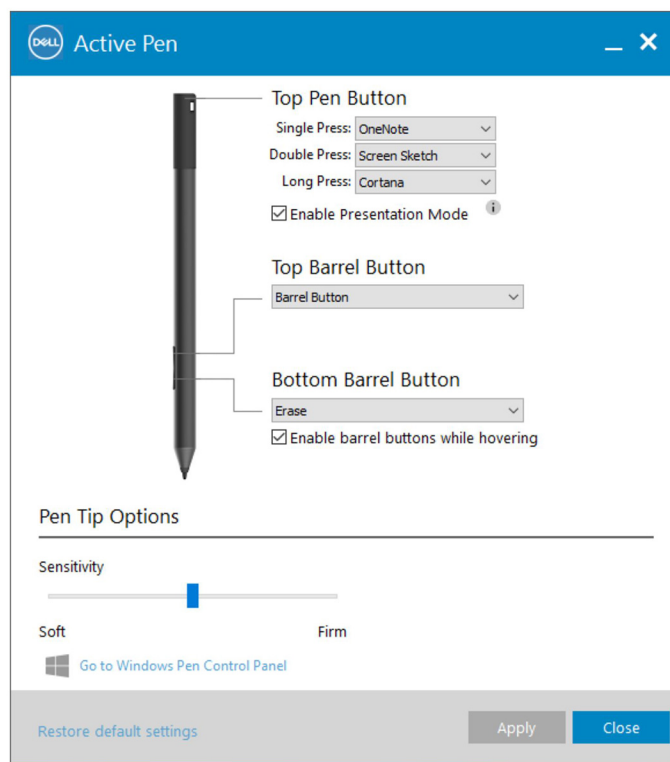 DELL Active Pen
Top Pen Button
Single Press: OneNote
Double Press: Screen Sketch
Long Press: Cortana
Enable Presentation Mode i
Top Barrel Button
Barrel Button
Bottom Barrel Button
Erase
Enable barrel buttons while hovering
Pen Tip Options
Sensitivity
Soft Firm
Go to Windows Pen Control Panel
Restore default settings Apply Close